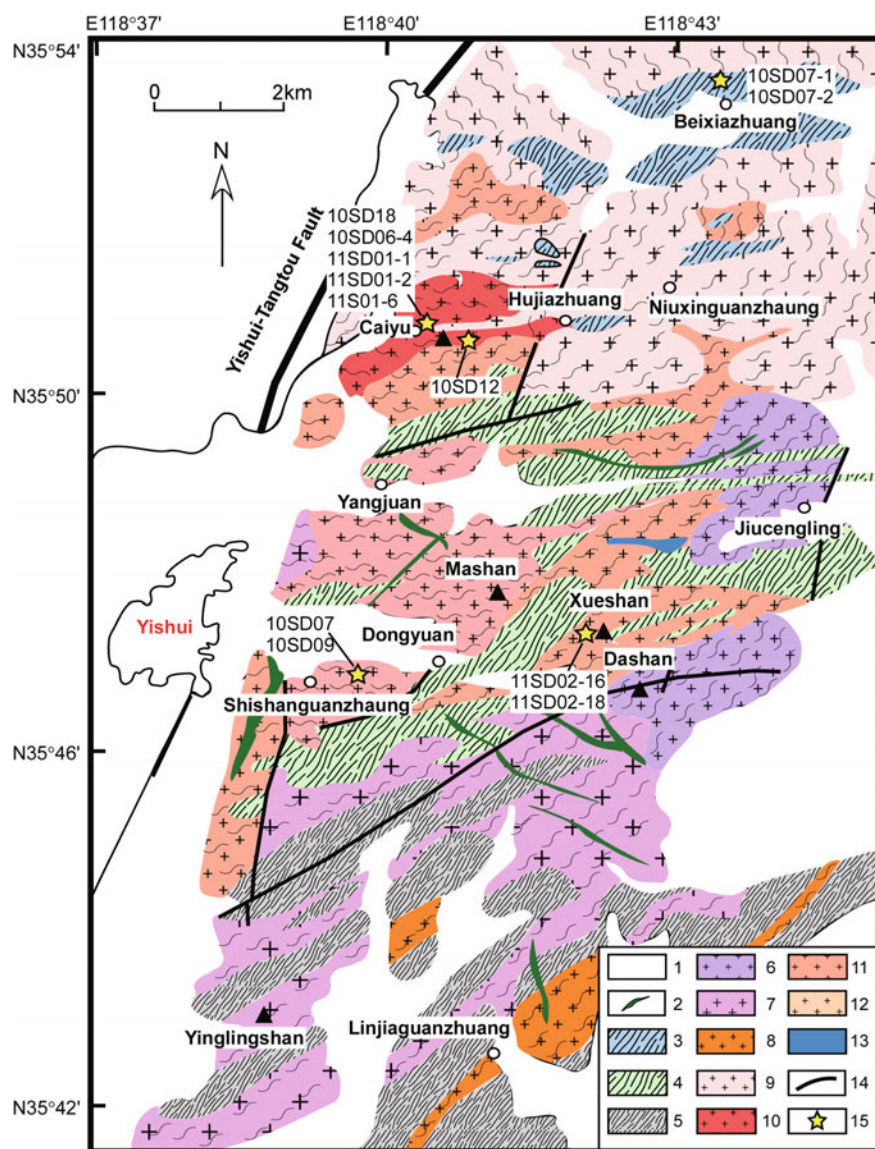 E118°37'
E118°40'
E118°43'
N35°54'
0
2km
N
10SD07-1
10SD07-2
Beixiazhuang
Yishui-Tangtou Fault
10SD18
10SD06-4
11SD01-1
11SD01-2
11S01-6
Hujiazhuang
Niuxinguanzhaung
Caiyu
10SD12
N35°50'
Yangjuan
Jiucengling
Mashan
Xueshan
Yishui
10SD07
10SD09
Dongyuan
Dashan
11SD02-16
11SD02-18
Shishanguanzhaung
N35°46'
Yinglingshan
Linjiaguanzhuang
N35°42'
1 6 11
2 7 12
3 8 13
4 9 14
5 10 15